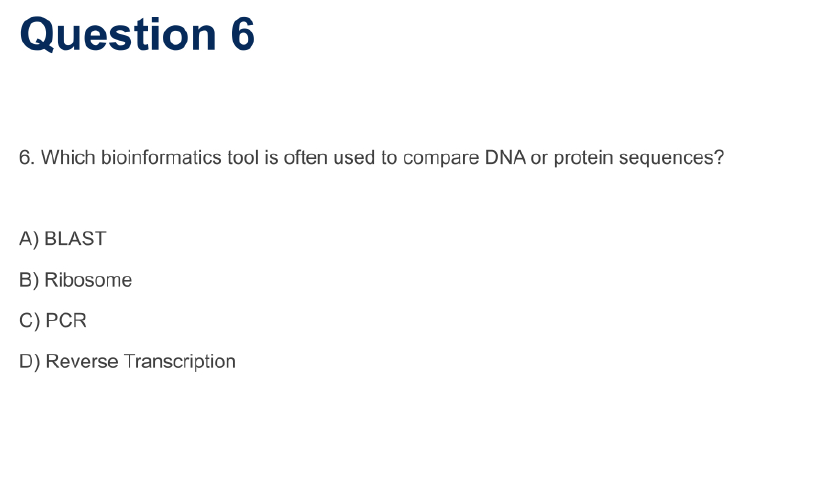 Question 6
6. Which bioinformatics tool is often used to compare DNA or protein sequences?
A) BLAST
B) Ribosome
C) PCR
D) Reverse Transcription